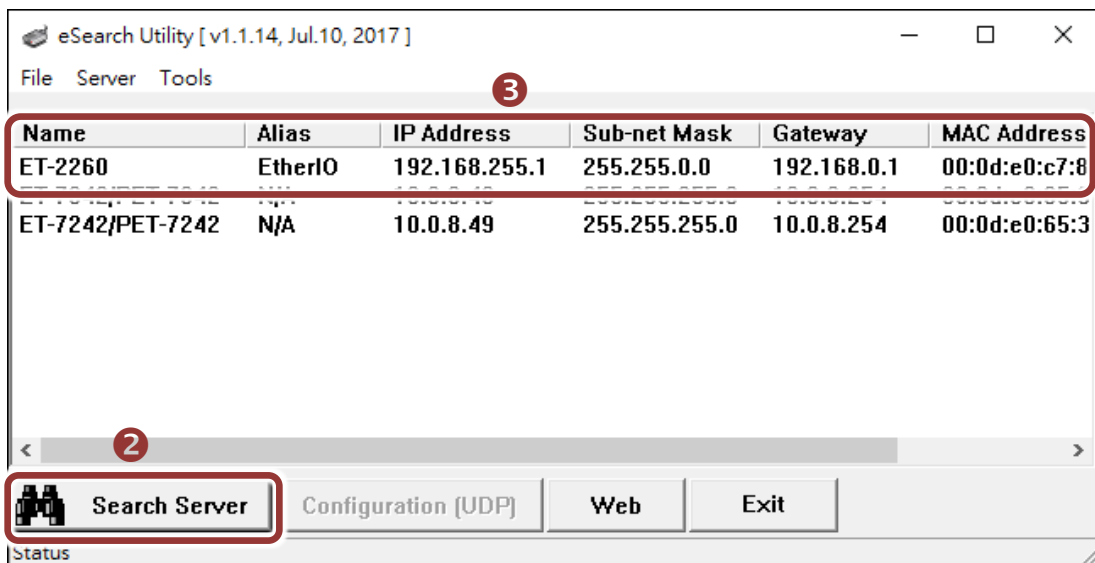 eSearch Utility [ v1.1.14, Jul.10, 2017 ]
File Server Tools
3
Name Alias IP Address Sub-net Mask Gateway MAC Address
ET-2260 EtherIO 192.168.255.1 255.255.0.0 192.168.0.1 00:0d:e0:c7:8
ET-7242/PET-7242 N/A 10.0.8.49 255.255.255.0 10.0.8.254 00:0d:e0:65:3
2
Search Server Configuration (UDP) Web Exit
Status